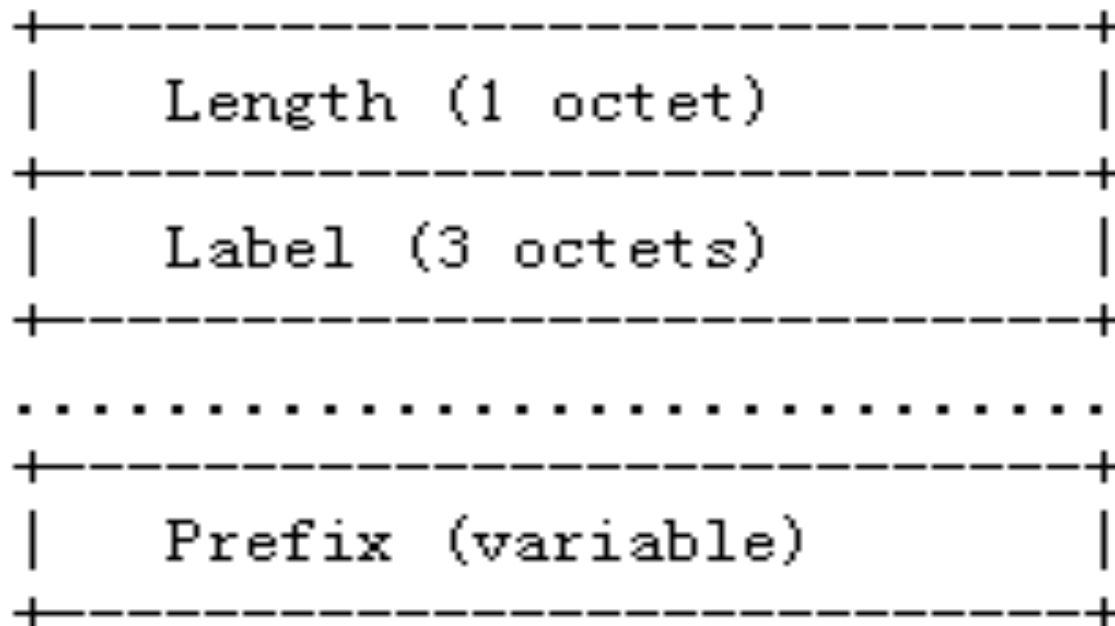 +---------------------------+
| Length (1 octet) |
+---------------------------+
| Label (3 octets) |
+---------------------------+
.............................
+---------------------------+
| Prefix (variable) |
+---------------------------+